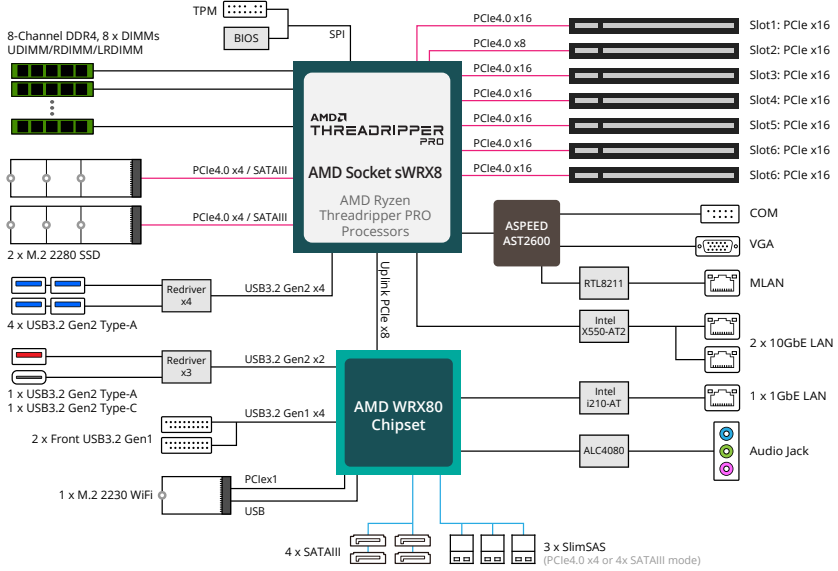 TPM
BIOS
SPI
8-Channel DDR4, 8 x DIMMs
UDIMM/RDIMM/LRDIMM
PCIe4.0 x16
Slot1: PCIe x16
PCIe4.0 x8
Slot2: PCIe x16
PCIe4.0 x16
Slot3: PCIe x16
PCIe4.0 x16
Slot4: PCIe x16
PCIe4.0 x16
Slot5: PCIe x16
PCIe4.0 x16
Slot6: PCIe x16
PCIe4.0 x16
Slot6: PCIe x16
AMD
THREADRIPPER
PRO
AMD Socket sWRX8
AMD Ryzen
Threadripper PRO
Processors
PCIe4.0 x4 / SATAIII
PCIe4.0 x4 / SATAIII
2 x M.2 2280 SSD
ASPEED
AST2600
COM
VGA
RTL8211
MLAN
Intel
X550-AT2
2 x 10GbE LAN
Redriver
x4
USB3.2 Gen2 x4
4 x USB3.2 Gen2 Type-A
Uplink PCIe x8
Redriver
x3
USB3.2 Gen2 x2
1 x USB3.2 Gen2 Type-A
1 x USB3.2 Gen2 Type-C
AMD WRX80
Chipset
Intel
i210-AT
1 x 1GbE LAN
USB3.2 Gen1 x4
2 x Front USB3.2 Gen1
ALC4080
Audio Jack
PCIex1
1 x M.2 2230 WiFi
USB
4 x SATAIII
3 x SlimSAS
(PCIe4.0 x4 or 4x SATAIII mode)